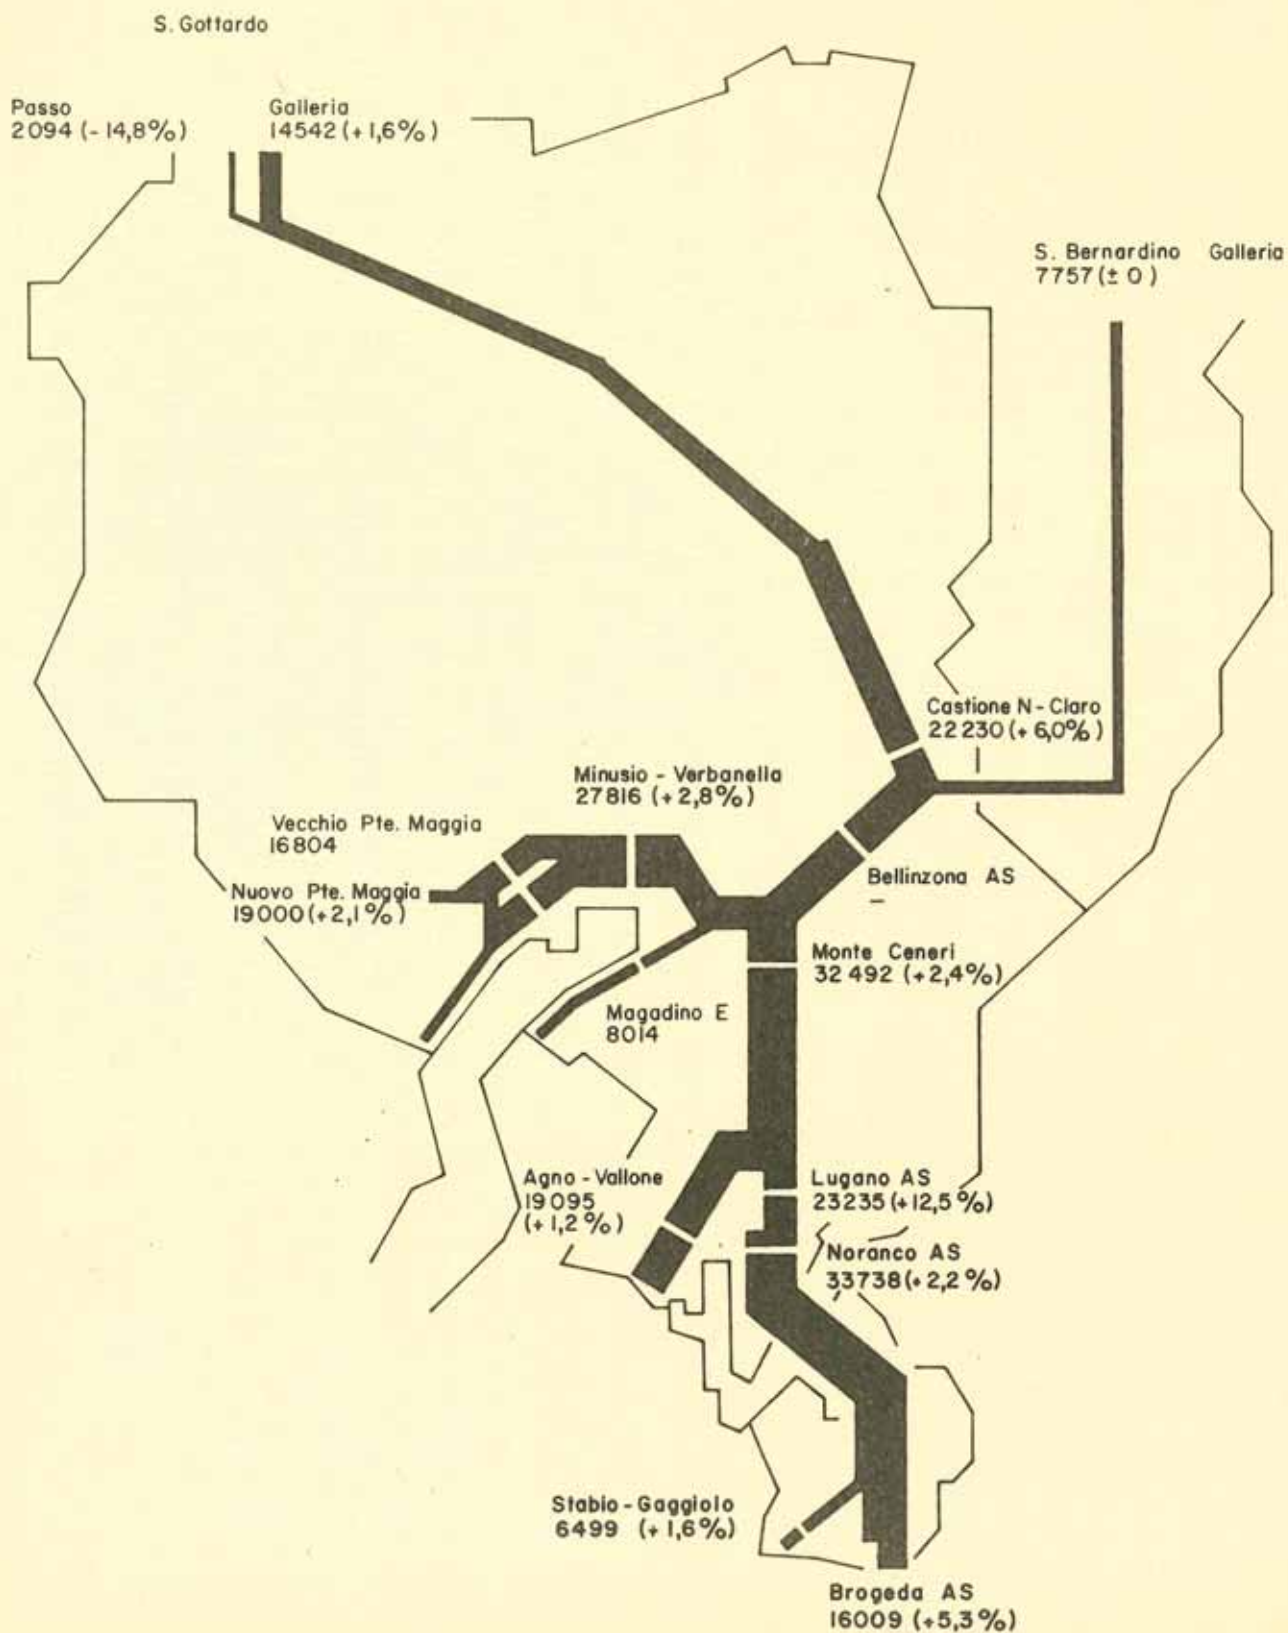 S. Gottardo
Passo
2094 (- 14,8%)
Galleria
14542 (+ 1,6%)
S. Bernardino Galleria
7757 (± 0)
Castione N - Claro
22230 (+ 6,0%)
Minusio - Verbanella
27816 (+ 2,8%)
Vecchio Pte. Maggia
16804
Nuovo Pte. Maggia
19000 (+ 2,1%)
Bellinzona AS
–
Monte Ceneri
32492 (+ 2,4%)
Magadino E
8014
Agno - Vallone
19095
(+ 1,2%)
Lugano AS
23235 (+ 12,5%)
Noranco AS
33738 (+ 2,2%)
Stabio - Gaggiolo
6499 (+ 1,6%)
Brogeda AS
16009 (+ 5,3%)